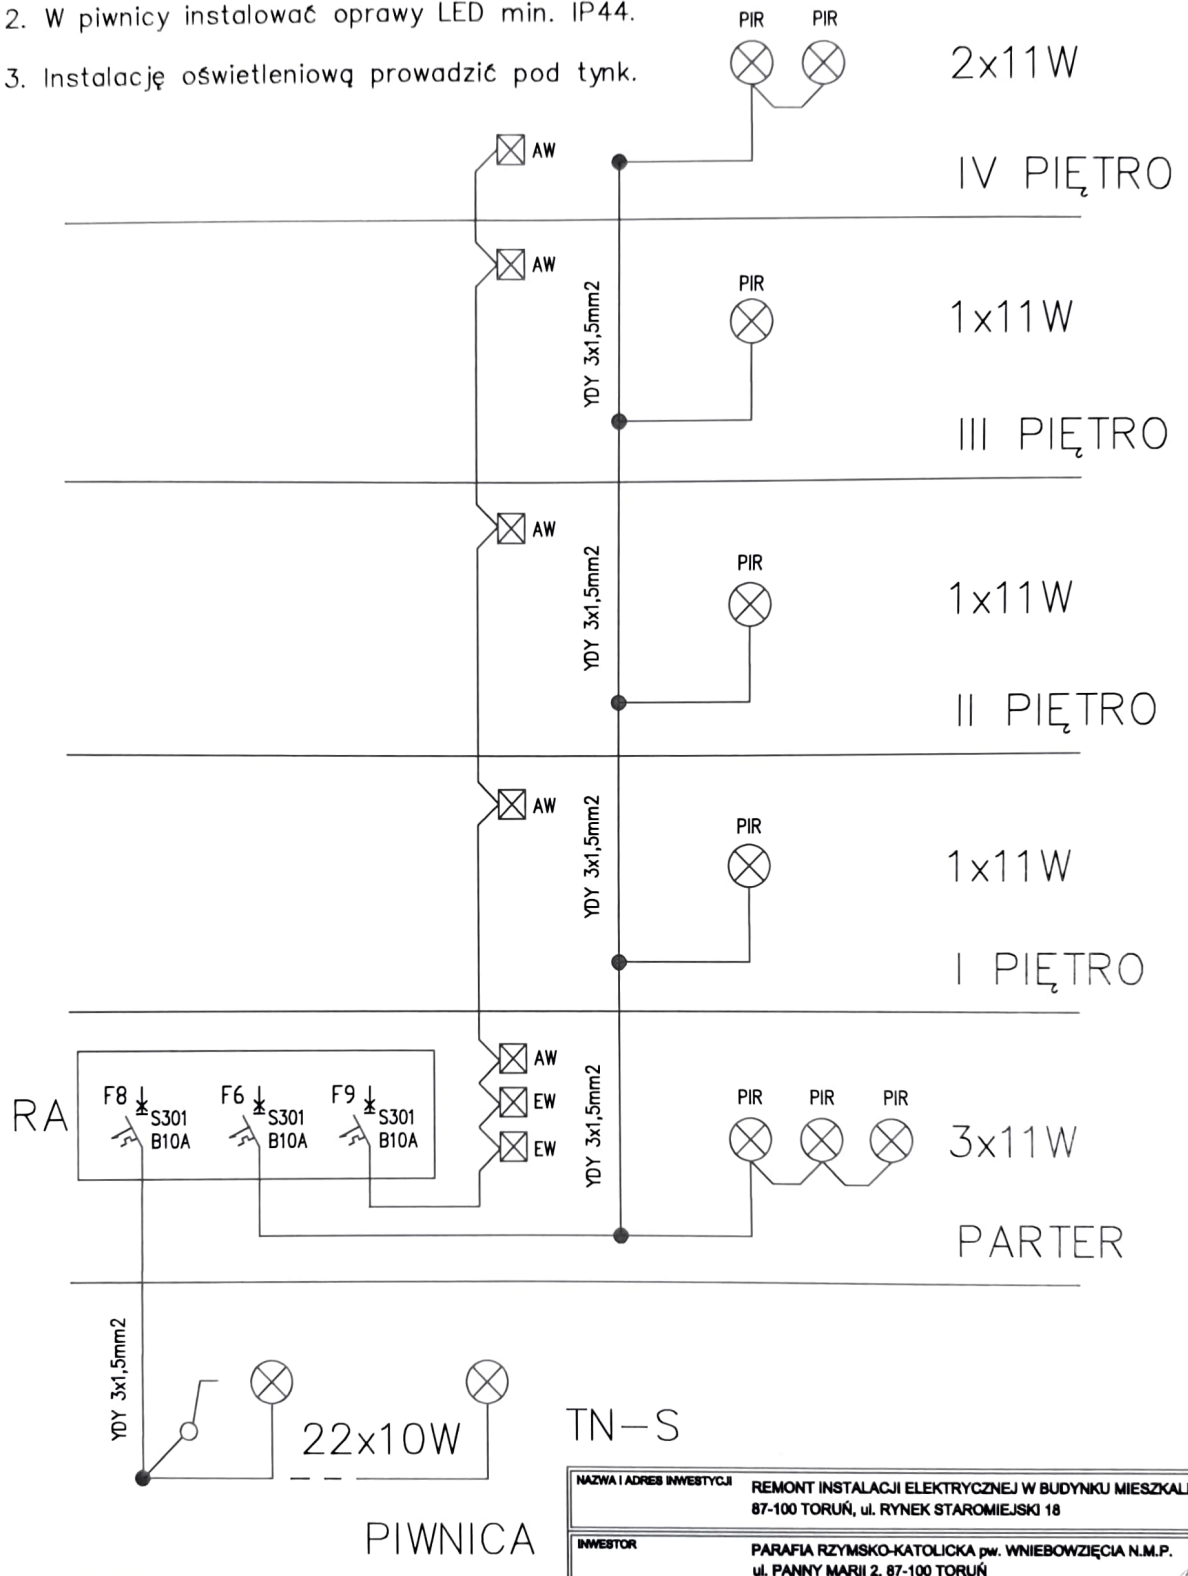 2. W piwnicy instalować oprawy LED min. IP44.
3. Instalację oświetleniową prowadzić pod tynk.
PIR PIR
2x11W
AW
IV PIĘTRO
AW
YDY 3x1,5mm2
PIR
1x11W
III PIĘTRO
AW
YDY 3x1,5mm2
PIR
1x11W
II PIĘTRO
AW
YDY 3x1,5mm2
PIR
1x11W
I PIĘTRO
RA
F8 S301 B10A
F6 S301 B10A
F9 S301 B10A
AW
EW
EW
YDY 3x1,5mm2
PIR PIR PIR
3x11W
PARTER
YDY 3x1,5mm2
22x10W
PIWNICA
TN-S
NAZWA I ADRES INWESTYCJI
REMONT INSTALACJI ELEKTRYCZNEJ W BUDYNKU
87-100 TORUŃ, ul. RYNEK STAROMIEJSKI 18
INWESTOR
PARAFIA RZYMSKO-KATOLICKA pw. WNIEBOWZIĘCIA N.M.P.
ul. PANNY MARII 2, 87-100 TORUŃ